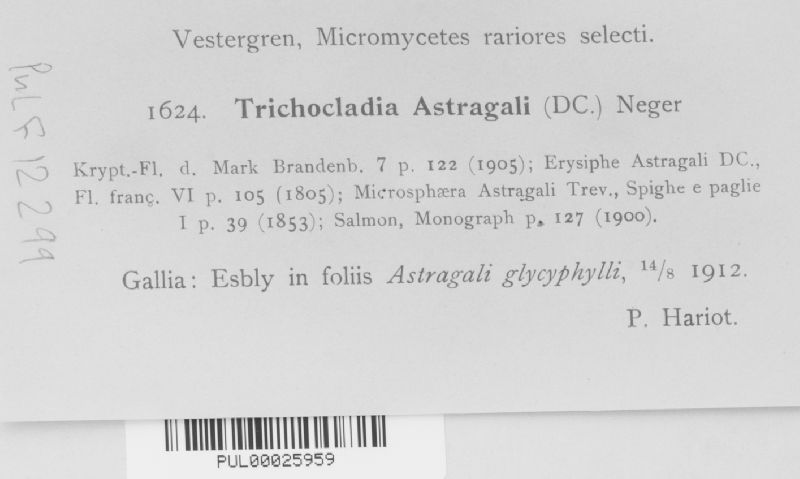 Vestergren, Micromycetes rariores selecti.
1624. Trichocladia Astragali (DC.) Neger
Krypt.-Fl. d. Mark Brandenb. 7 p. 122 (1905); Erysiphe Astragali DC.,
Fl. franç. VI p. 105 (1805); Microsphæra Astragali Trev., Spighe e paglie
I p. 39 (1853); Salmon, Monograph p. 127 (1900).
Gallia: Esbly in foliis Astragali glycyphylli, 14/8 1912.
P. Hariot.
PUL F 12299
PUL00025959